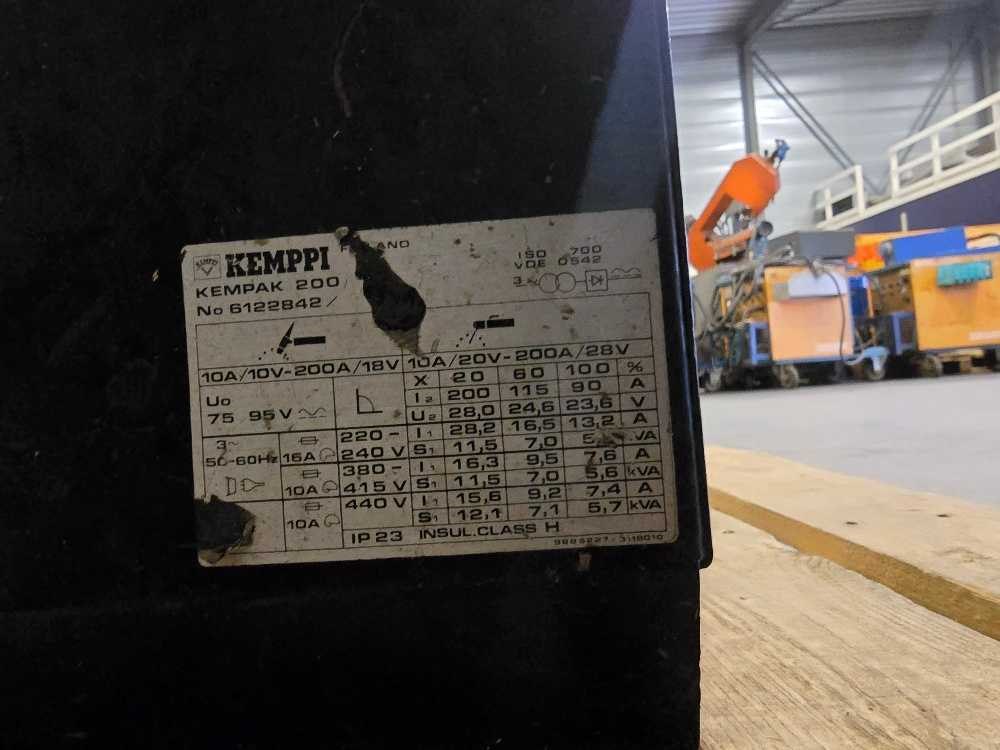 KEMPPI
KEMPAK 200
No 6122842
ISO 700
VDE 0542
3~
10A/10V-200A/18V
10A/20V-200A/28V
X 20 60 100 %
Uo
75 95 V
I2 200 115 90 A
U2 28,0 24,6 23,6 V
3~
50-60Hz
16A
220-
240 V
I1 28,2 16,5 13,2 A
S1 11,5 7,0 VA
10A
380-
415 V
I1 16,3 9,5 7,6 A
S1 11,5 7,0 5,6 kVA
10A
440 V
I1 15,6 9,2 7,4 A
S1 12,1 7,1 5,7 kVA
IP 23 INSUL.CLASS H